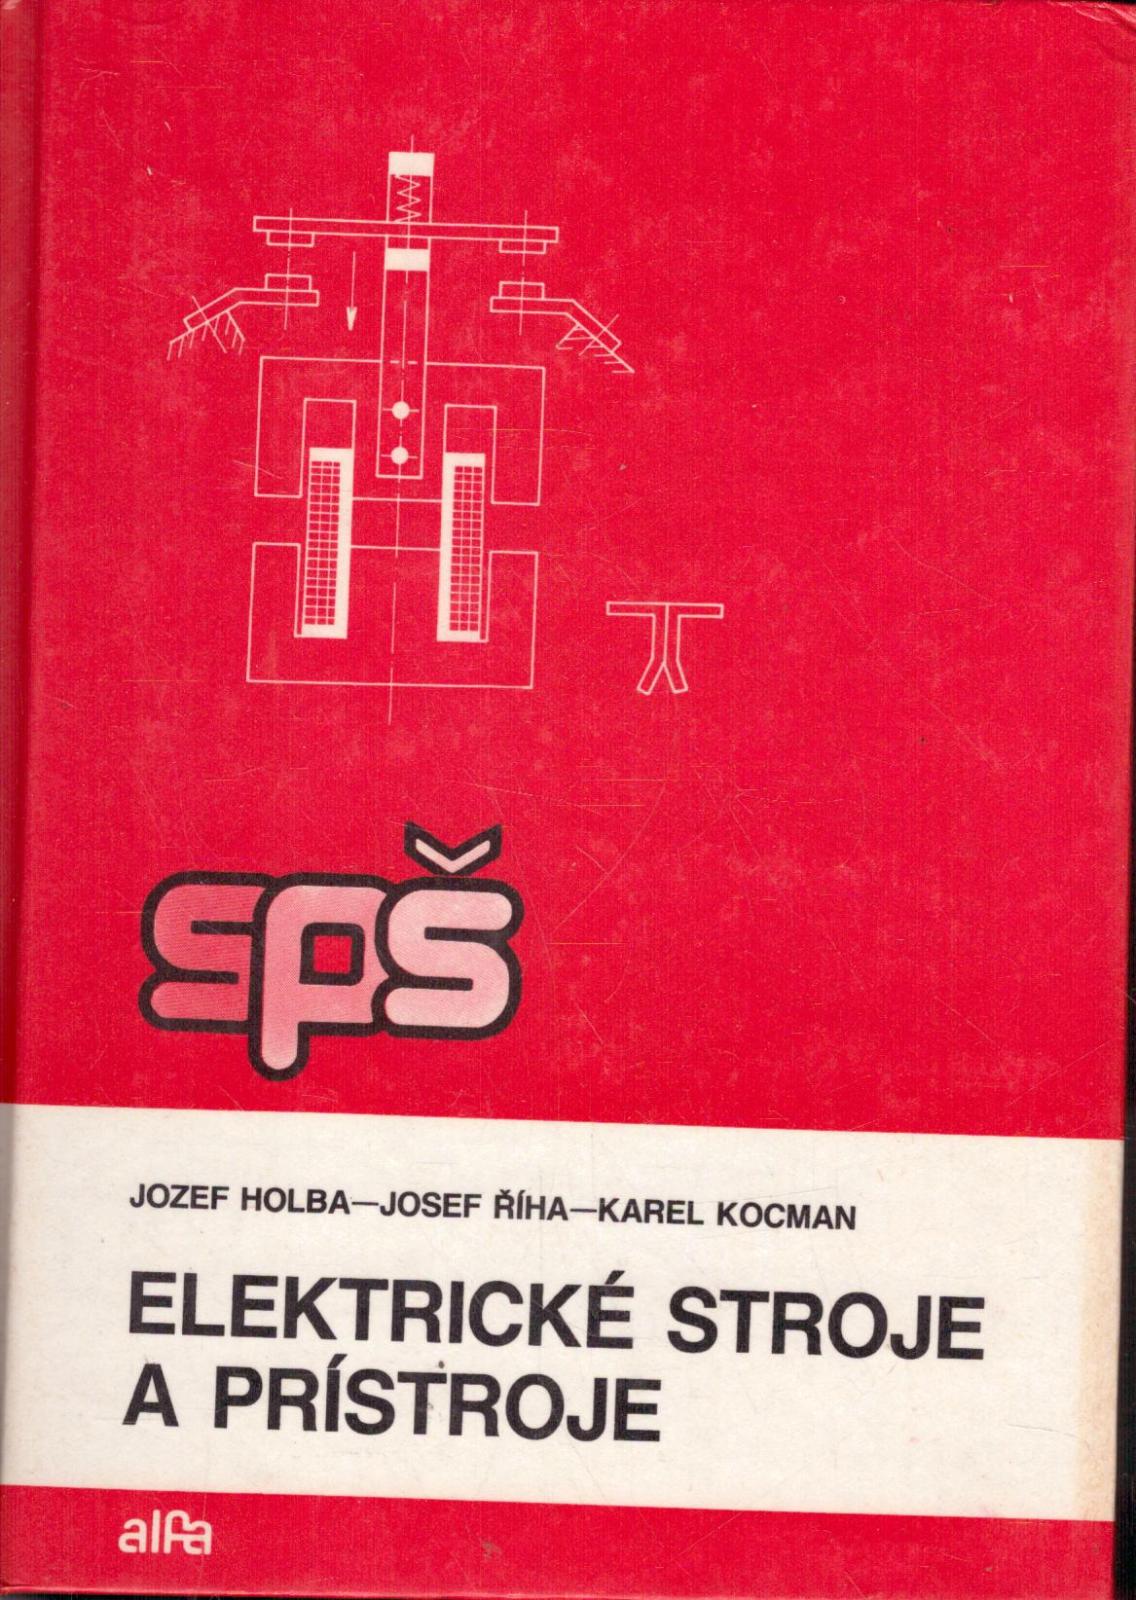 SPŠ
JOZEF HOLBA—JOSEF ŘÍHA—KAREL KOCMAN
ELEKTRICKÉ STROJE
A PRÍSTROJE
alfa